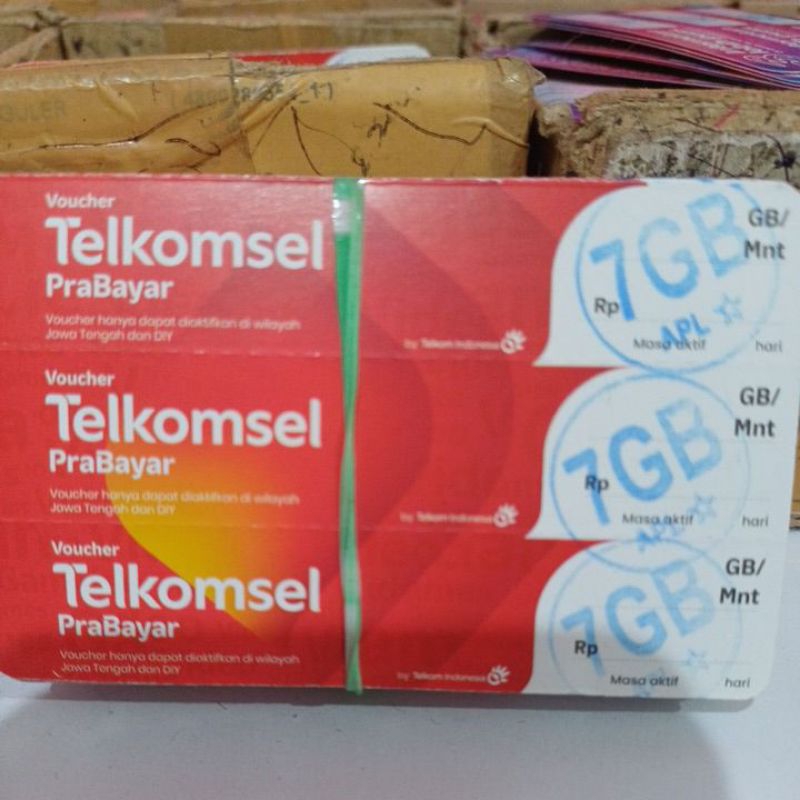 GULER
Voucher
Telkomsel
PraBayar
Voucher hanya dapat diaktifkan di wilayah
Jawa Tengah dan DIY
by Telkom Indonesia
7GB
APL
GB/
Mnt
Rp
Masa aktif
hari
Voucher
Telkomsel
PraBayar
Voucher hanya dapat diaktifkan di wilayah
Jawa Tengah dan DIY
by Telkom Indonesia
7GB
APL
GB/
Mnt
Rp
Masa aktif
hari
Voucher
Telkomsel
PraBayar
Voucher hanya dapat diaktifkan di wilayah
Jawa Tengah dan DIY
by Telkom Indonesia
7GB
GB/
Mnt
Rp
Masa aktif
hari